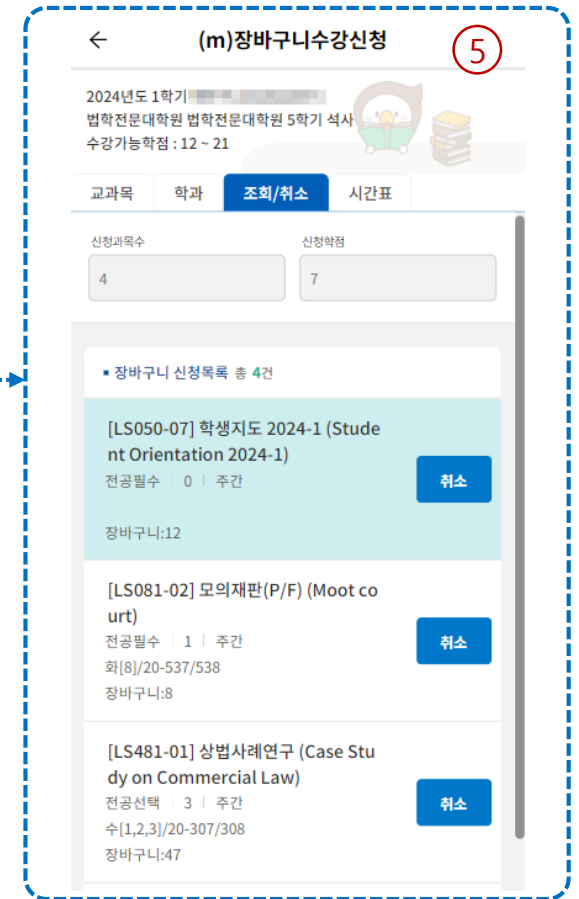 (m)장바구니수강신청
5
2024년도 1학기
법학전문대학원 법학전문대학원 5학기 석사
수강가능학점 : 12 ~ 21
교과목 학과 조회/취소 시간표
신청과목수 신청학점
4 7
장바구니 신청목록 총 4건
[LS050-07] 학생지도 2024-1 (Stude
nt Orientation 2024-1)
전공필수 0 주간
취소
장바구니:12
[LS081-02] 모의재판(P/F) (Moot co
urt)
전공필수 1 주간
취소
화[8]/20-537/538
장바구니:8
[LS481-01] 상법사례연구 (Case Stu
dy on Commercial Law)
전공선택 3 주간
취소
수[1,2,3]/20-307/308
장바구니:47